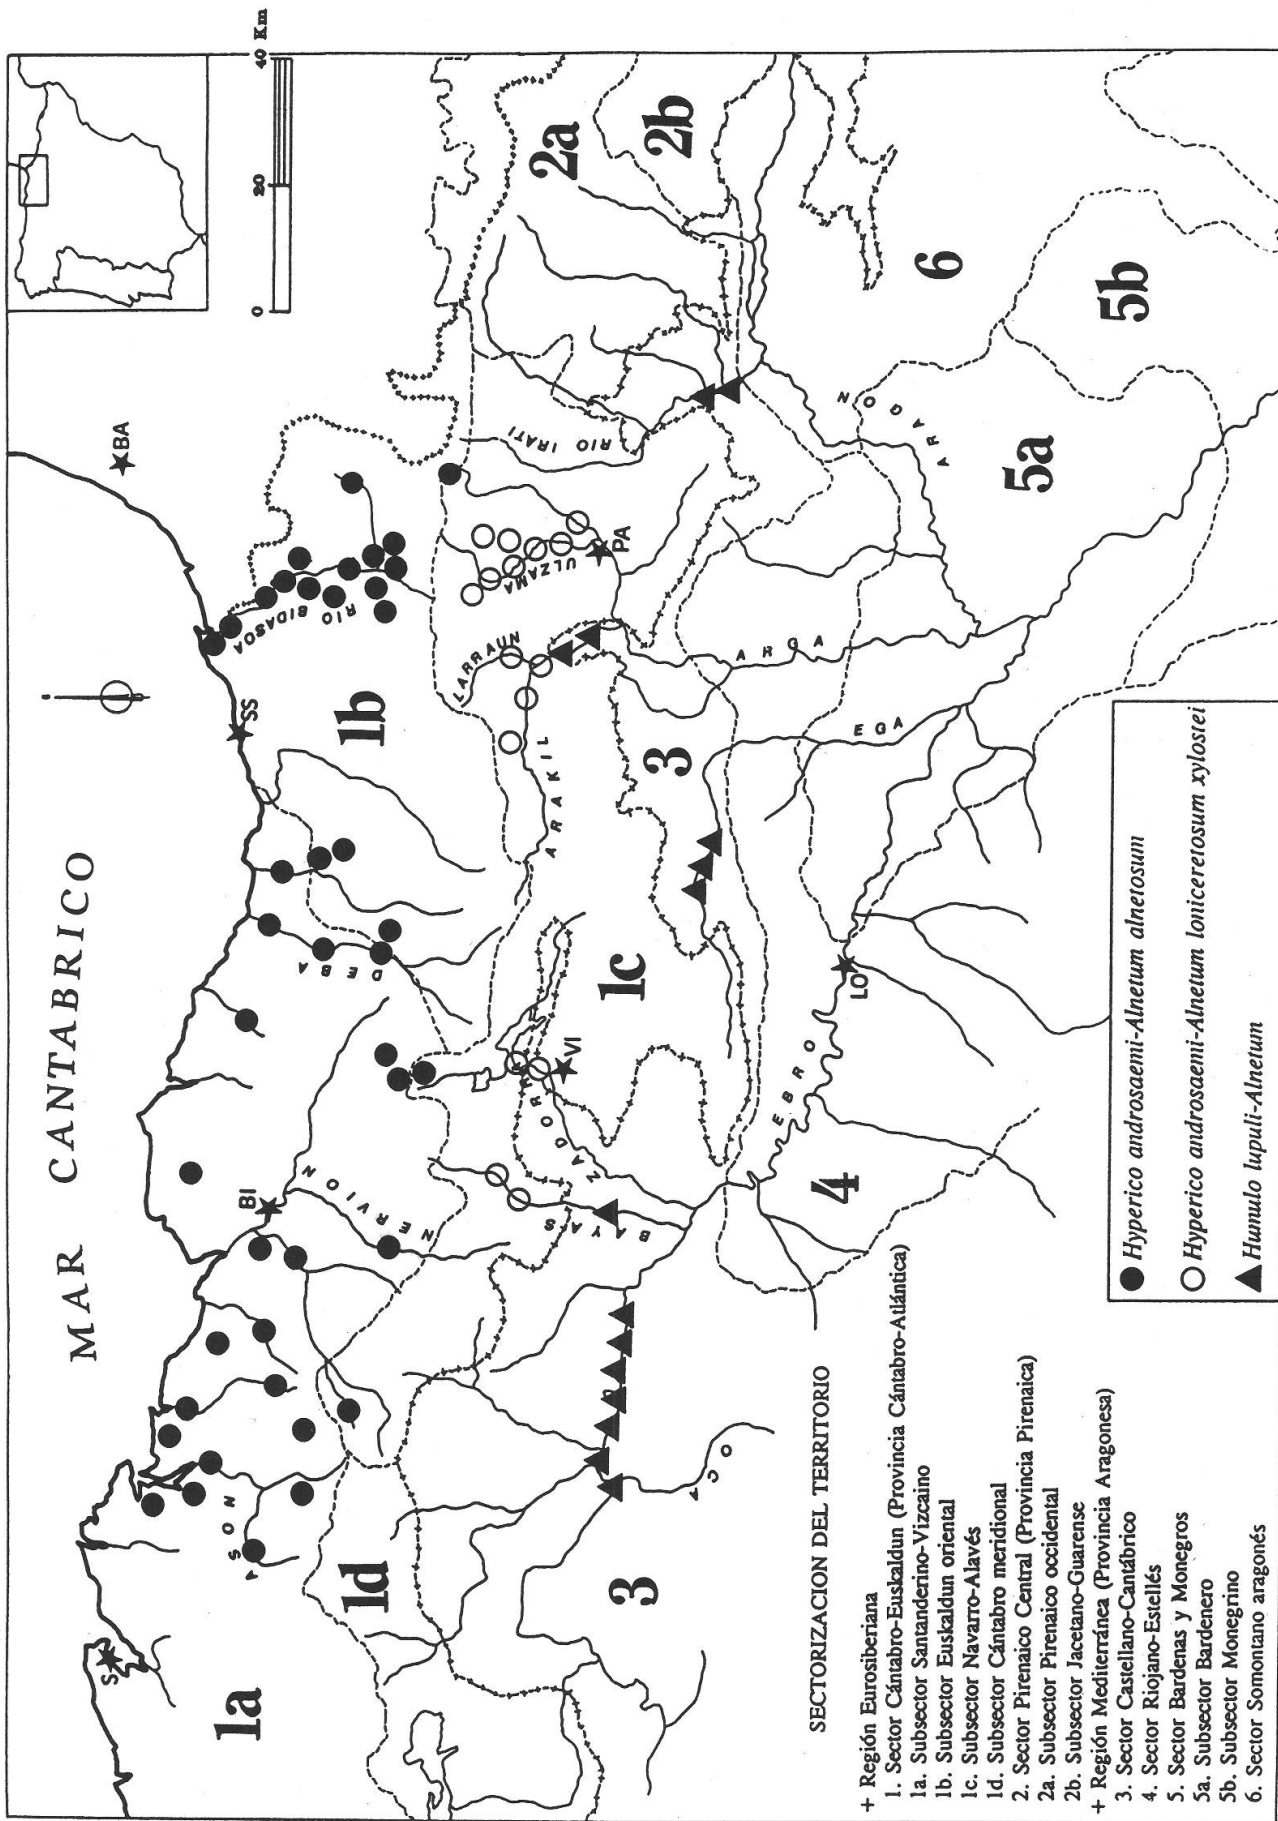 MAR CANTABRICO
0 20 40 Km
S
BI
SS
BA
VI
PA
LO
1a
1b
1c
1d
2a
2b
3
3
4
5a
5b
6
ASON
NERVION
DEBA
RIO BIDASOA
BAYAS
ZADORRA
ARAKIL
LARRAUN
ULZAMA
RIO IRATI
OCA
EBRO
EGA
ARGA
ARAGON
SECTORIZACION DEL TERRITORIO
+ Región Eurosiberiana
1. Sector Cántabro-Euskaldun (Provincia Cántabro-Atlántica)
1a. Subsector Santanderino-Vizcaino
1b. Subsector Euskaldun oriental
1c. Subsector Navarro-Alavés
1d. Subsector Cántabro meridional
2. Sector Pirenaico Central (Provincia Pirenaica)
2a. Subsector Pirenaico occidental
2b. Subsector Jacetano-Guarense
+ Región Mediterránea (Provincia Aragonesa)
3. Sector Castellano-Cantábrico
4. Sector Riojano-Estellés
5. Sector Bardenas y Monegros
5a. Subsector Bardenero
5b. Subsector Monegrino
6. Sector Somontano aragonés
Hyperico androsaemi-Alnetum alnetosum
Hyperico androsaemi-Alnetum loniceretosum xylostei
Humulo lupuli-Alnetum